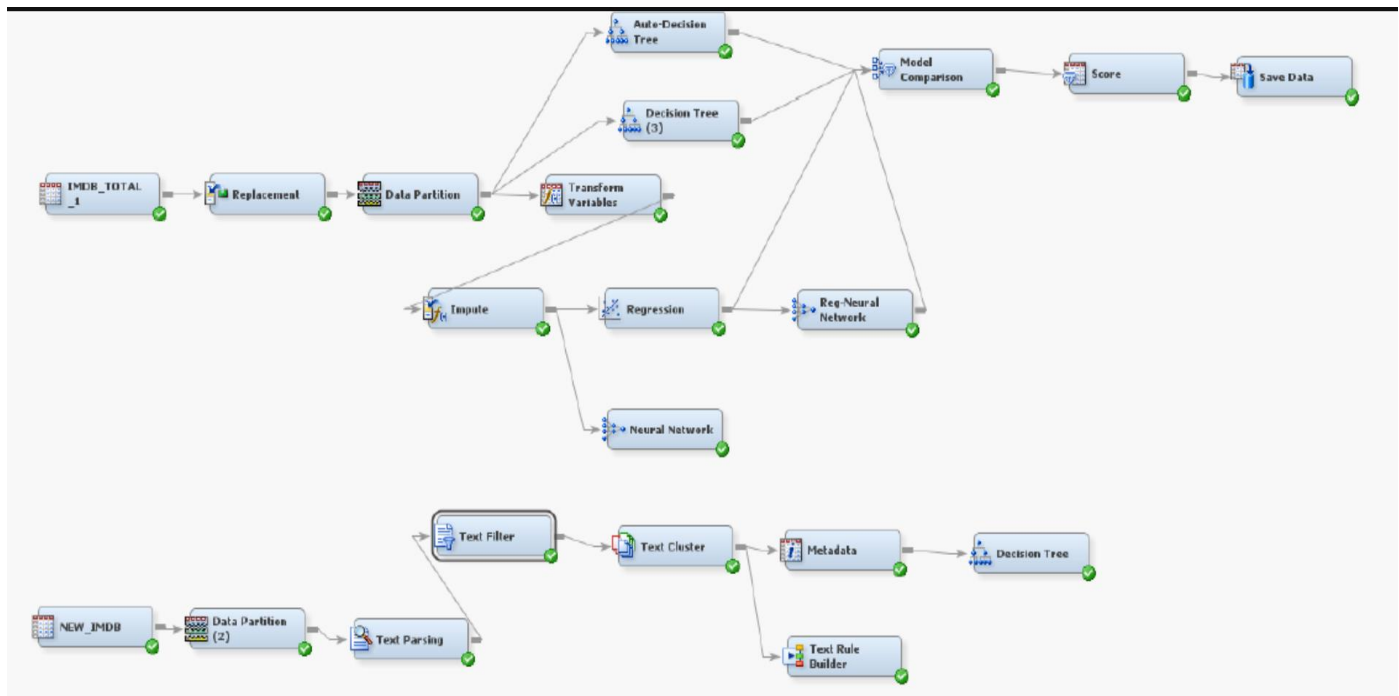 Auto-Decision
Tree
Model
Comparison
Score
Save Data
Decision Tree
(3)
IMDB_TOTAL
_1
Replacement
Data Partition
Transform
Variables
Impute
Regression
Reg-Neural
Network
Neural Network
Text Filter
Text Cluster
Metadata
Decision Tree
NEW_IMDB
Data Partition
(2)
Text Parsing
Text Rule
Builder